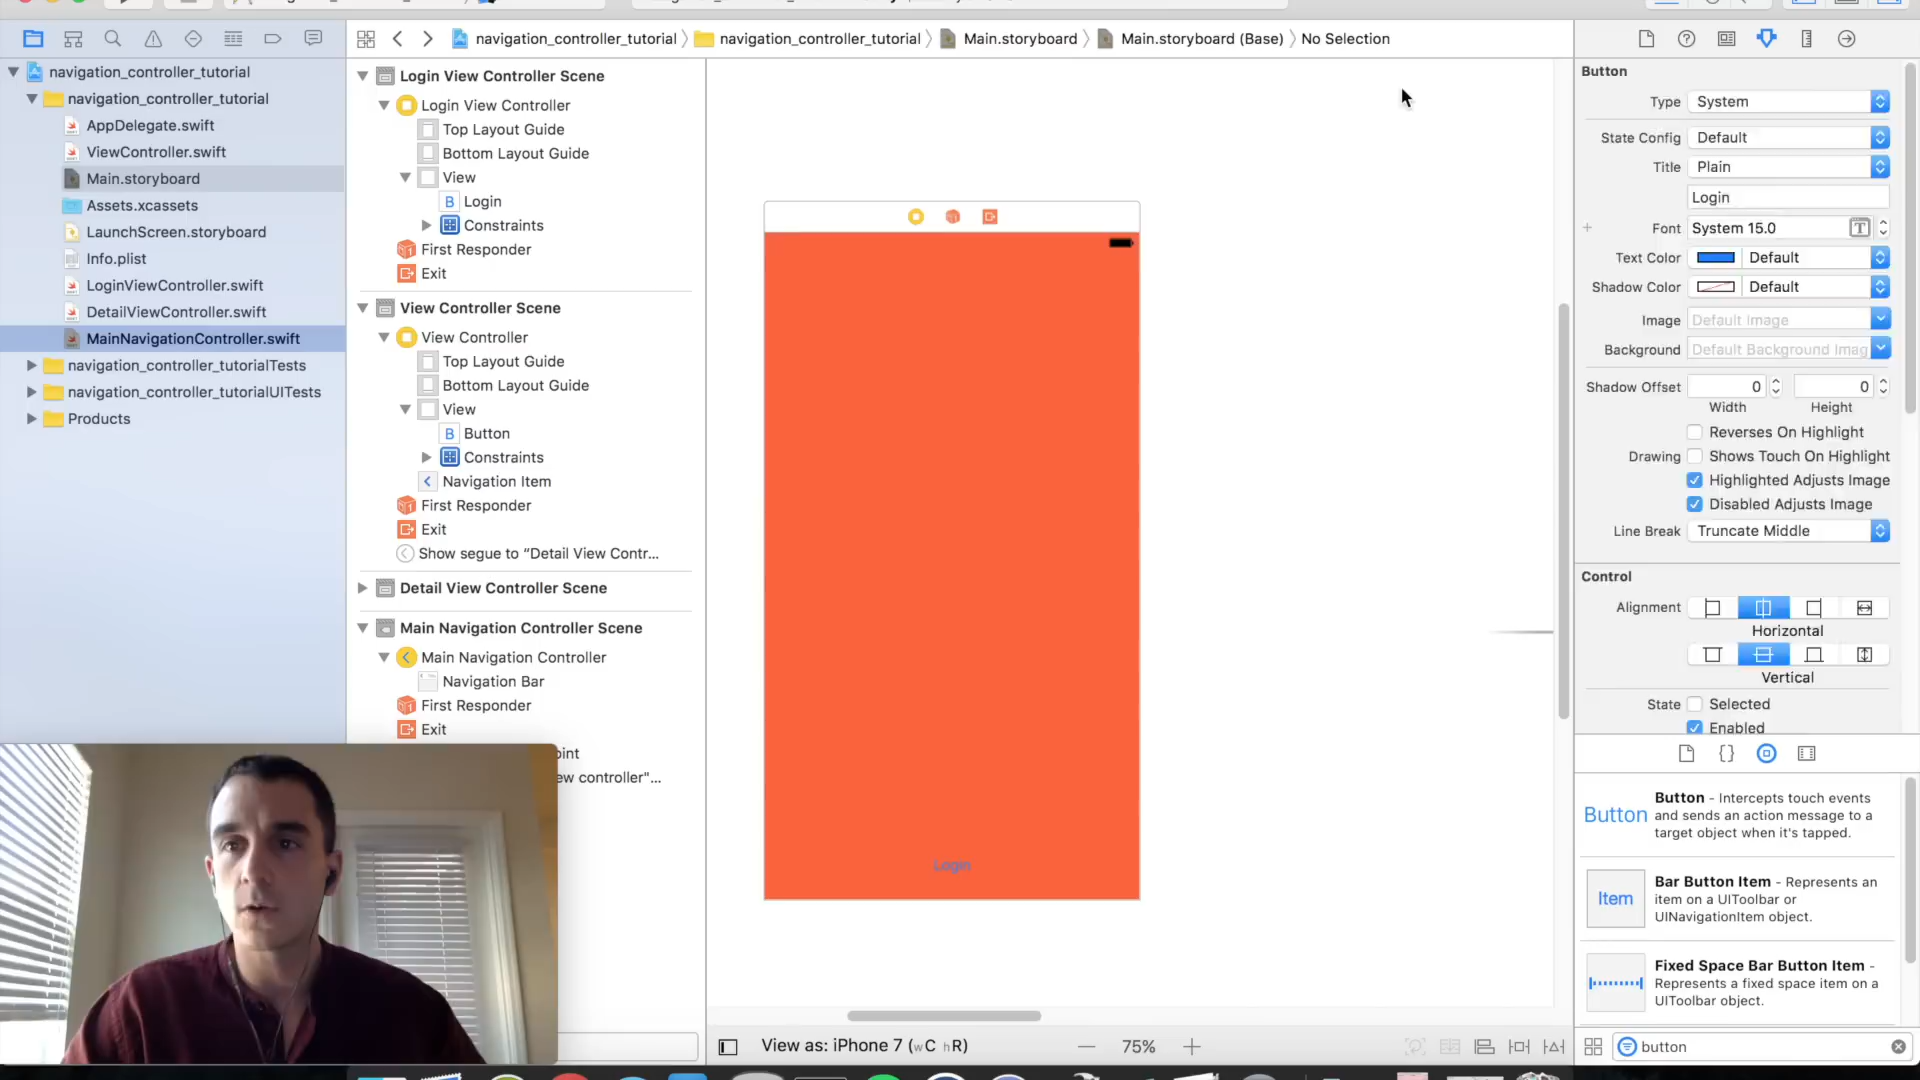 navigation_controller_tutorial
navigation_controller_tutorial
AppDelegate.swift
ViewController.swift
Main.storyboard
Assets.xcassets
LaunchScreen.storyboard
Info.plist
LoginViewController.swift
DetailViewController.swift
MainNavigationController.swift
navigation_controller_tutorialTests
navigation_controller_tutorialUITests
Products
navigation_controller_tutorial
navigation_controller_tutorial
Main.storyboard
Main.storyboard (Base)
No Selection
Login View Controller Scene
Login View Controller
Top Layout Guide
Bottom Layout Guide
View
B Login
Constraints
First Responder
Exit
View Controller Scene
View Controller
Top Layout Guide
Bottom Layout Guide
View
B Button
Constraints
Navigation Item
First Responder
Exit
Show segue to “Detail View Contr...
Detail View Controller Scene
Main Navigation Controller Scene
Main Navigation Controller
Navigation Bar
First Responder
Exit
oint
ew controller"...
Login
View as: iPhone 7 (wC hR)
75%
Button
Type System
State Config Default
Title Plain
Login
Font System 15.0 T
Text Color Default
Shadow Color Default
Image Default Image
Background Default Background Imag
Shadow Offset 0 0
Width Height
Reverses On Highlight
Drawing Shows Touch On Highlight
Highlighted Adjusts Image
Disabled Adjusts Image
Line Break Truncate Middle
Control
Alignment
Horizontal
Vertical
State Selected
Enabled
Button Button - Intercepts touch events
and sends an action message to a
target object when it's tapped.
Item Bar Button Item - Represents an
item on a UIToolbar or
UINavigationItem object.
Fixed Space Bar Button Item -
Represents a fixed space item on a
UIToolbar object.
button